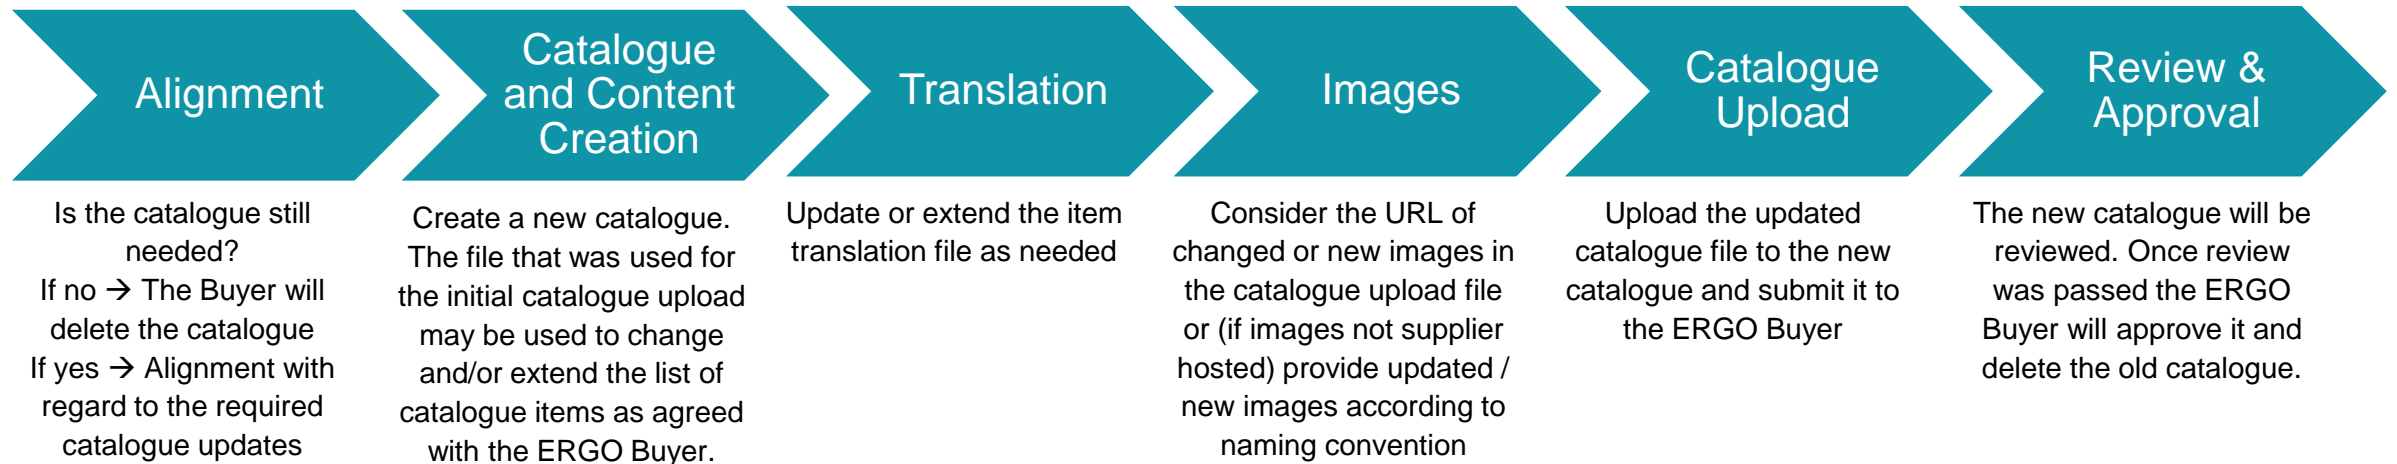 Alignment
Is the catalogue still
needed?
If no → The Buyer will
delete the catalogue
If yes → Alignment with
regard to the required
catalogue updates
Catalogue
and Content
Creation
Create a new catalogue.
The file that was used for
the initial catalogue upload
may be used to change
and/or extend the list of
catalogue items as agreed
with the ERGO Buyer.
Translation
Update or extend the item
translation file as needed
Images
Consider the URL of
changed or new images in
the catalogue upload file
or (if images not supplier
hosted) provide updated /
new images according to
naming convention
Catalogue
Upload
Upload the updated
catalogue file to the new
catalogue and submit it to
the ERGO Buyer
Review &
Approval
The new catalogue will be
reviewed. Once review
was passed the ERGO
Buyer will approve it and
delete the old catalogue.